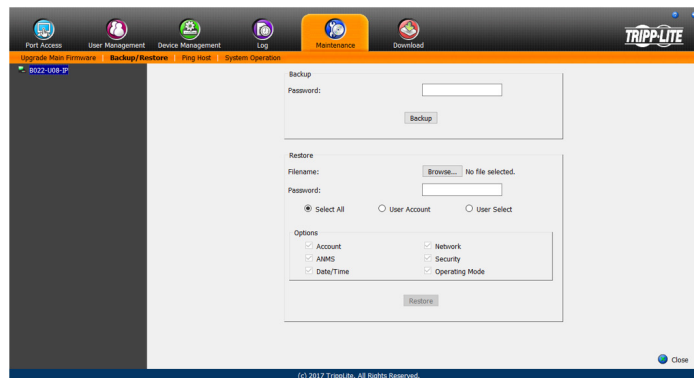 Port Access User Management Device Management Log Maintenance Download
TRIPP·LITE
Upgrade Main Firmware Backup/Restore Ping Host System Operation
B022-U08-IP
Backup
Password:
Backup
Restore
Filename: Browse... No file selected.
Password:
Select All User Account User Select
Options
Account Network
ANMS Security
Date/Time Operating Mode
Restore
Close
(c) 2017 TrippLite. All Rights Reserved.